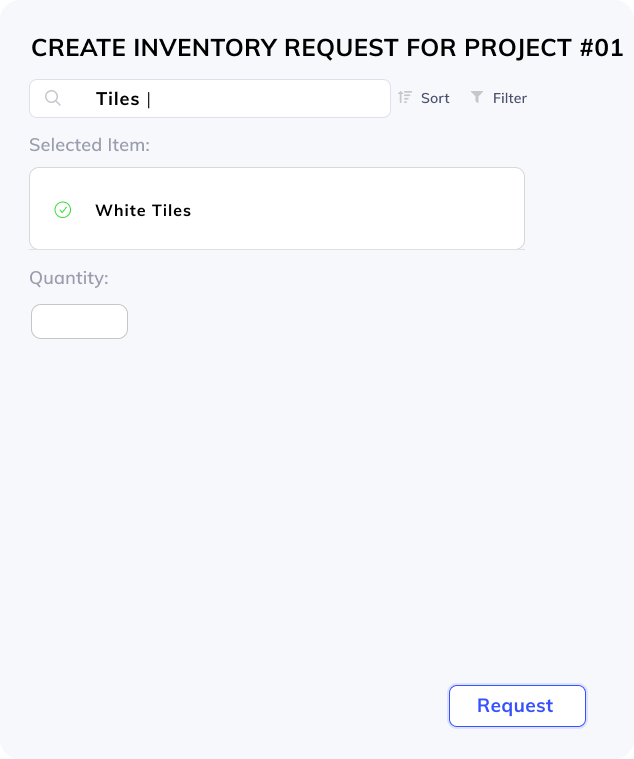 CREATE INVENTORY REQUEST FOR PROJECT #01
Tiles | Sort Filter
Selected Item:
White Tiles
Quantity:
Request